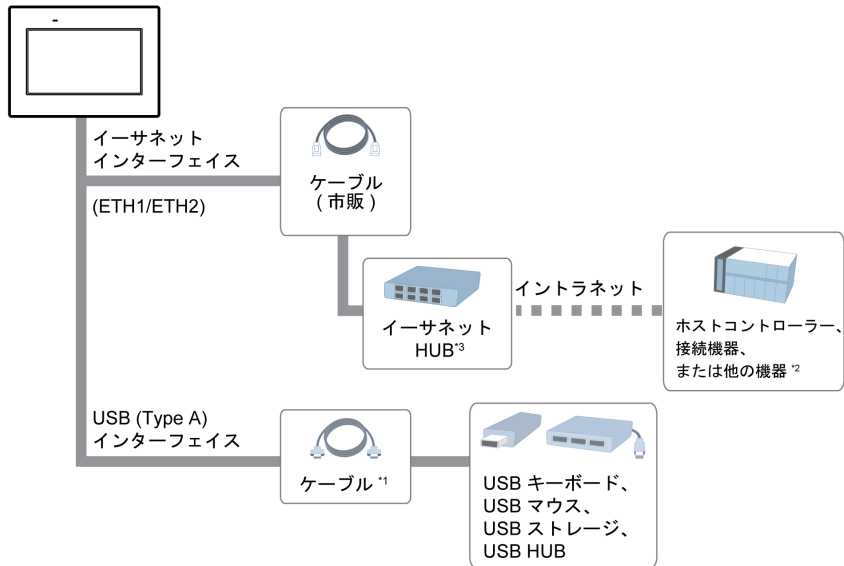 イーサネット
インターフェイス
(ETH1/ETH2)
ケーブル
( 市販 )
イーサネット
HUB*3
イントラネット
ホストコントローラー、
接続機器、
または他の機器 *2
USB (Type A)
インターフェイス
ケーブル *1
USB キーボード、
USB マウス、
USB ストレージ、
USB HUB